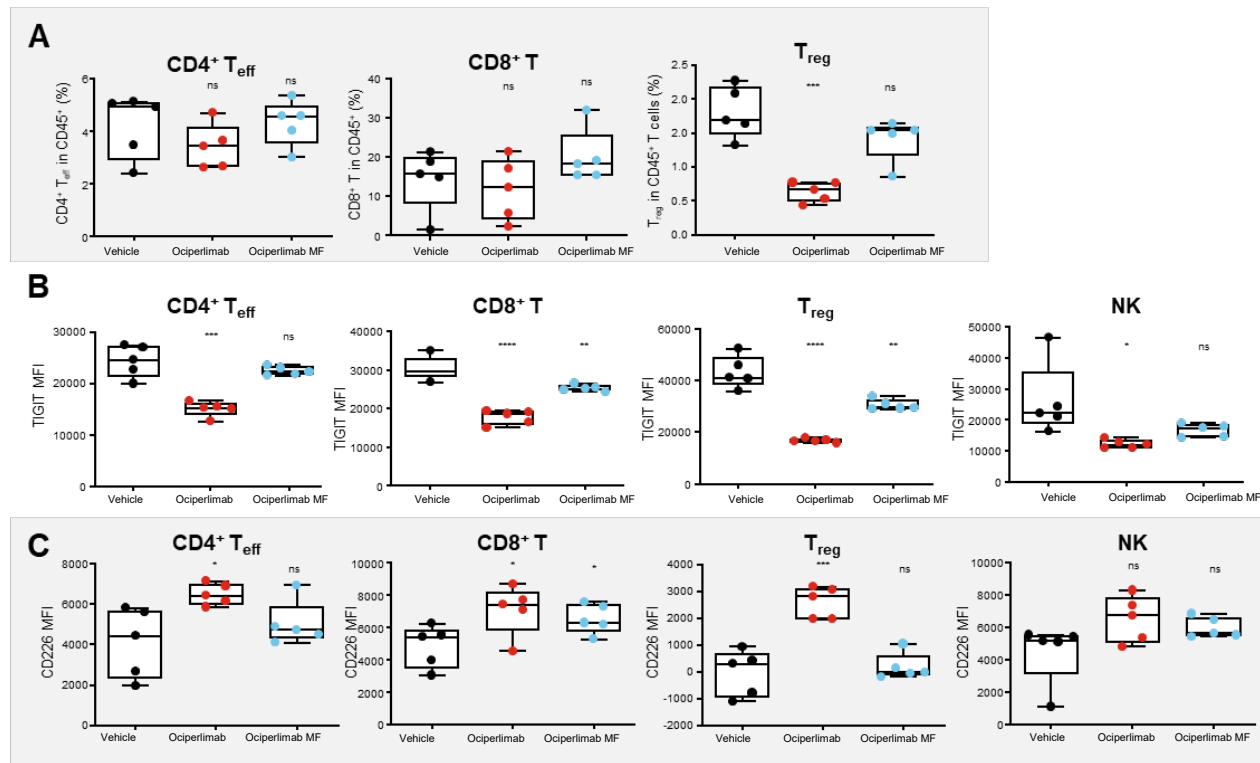 A
CD4⁺ Teff
ns
ns
CD4⁺ Teff in CD45⁺ (%)
6
4
2
0
Vehicle
Ociperlimab
Ociperlimab MF
CD8⁺ T
ns
ns
CD8⁺ T in CD45⁺ (%)
40
30
20
10
0
Vehicle
Ociperlimab
Ociperlimab MF
Treg
***
ns
Treg in CD45⁺ T cells (%)
2.5
2.0
2.0
1.0
0.5
0.0
Vehicle
Ociperlimab
Ociperlimab MF
B
CD4⁺ Teff
***
ns
TIGIT MFI
30000
20000
10000
0
Vehicle
Ociperlimab
Ociperlimab MF
CD8⁺ T
****
**
TIGIT MFI
40000
30000
20000
10000
0
Vehicle
Ociperlimab
Ociperlimab MF
Treg
****
**
TIGIT MFI
60000
40000
20000
0
Vehicle
Ociperlimab
Ociperlimab MF
NK
*
ns
TIGIT MFI
50000
40000
30000
20000
10000
0
Vehicle
Ociperlimab
Ociperlimab MF
C
CD4⁺ Teff
*
ns
CD226 MFI
8000
6000
4000
2000
0
Vehicle
Ociperlimab
Ociperlimab MF
CD8⁺ T
*
*
CD226 MFI
10000
8000
6000
4000
2000
0
Vehicle
Ociperlimab
Ociperlimab MF
Treg
***
ns
CD226 MFI
4000
3000
2000
1000
0
-1000
-2000
Vehicle
Ociperlimab
Ociperlimab MF
NK
ns
ns
CD226 MFI
10000
8000
6000
4000
2000
0
Vehicle
Ociperlimab
Ociperlimab MF